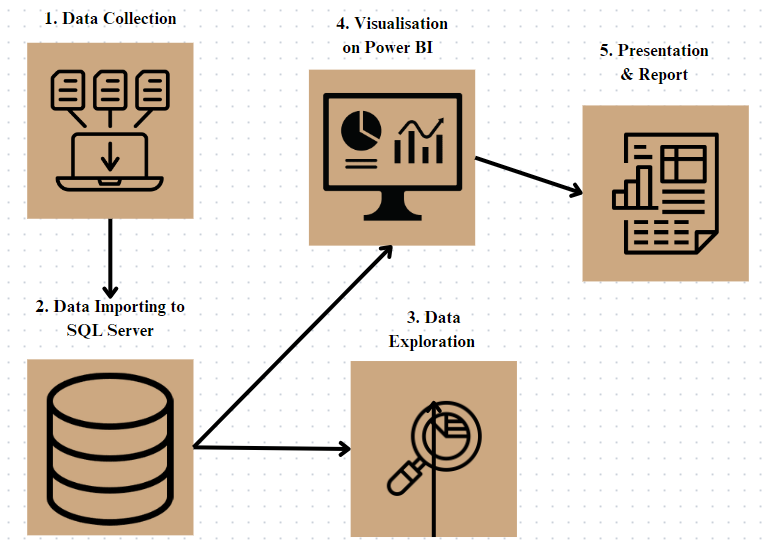 1. Data Collection
2. Data Importing to
SQL Server
3. Data
Exploration
4. Visualisation
on Power BI
5. Presentation
& Report